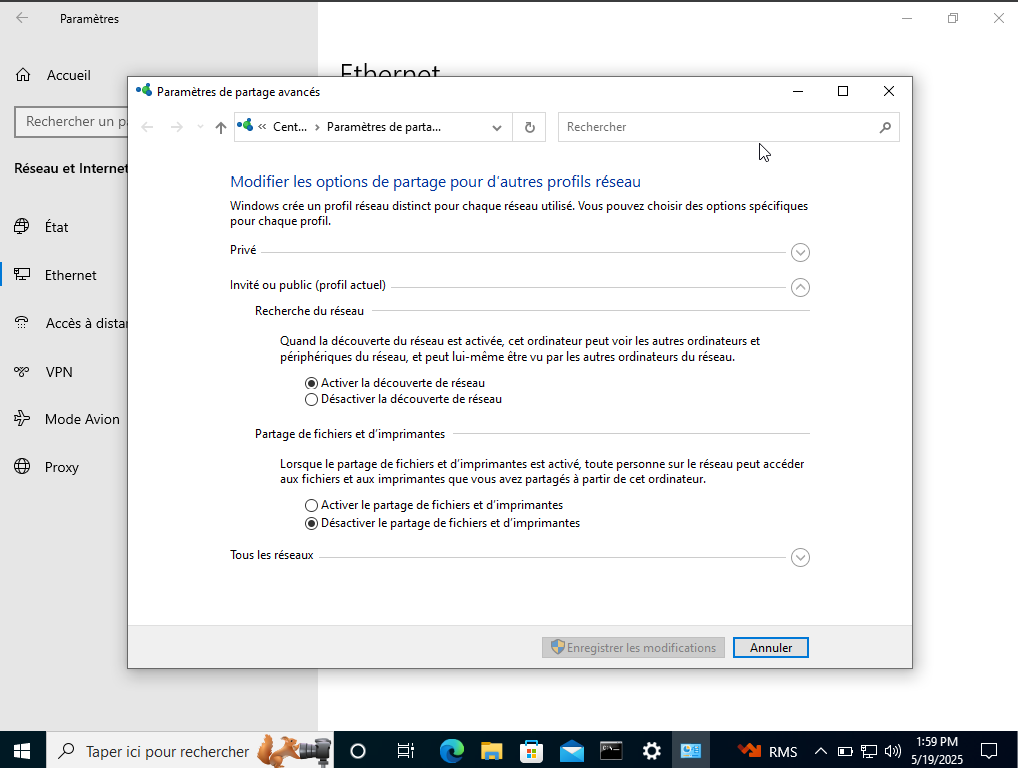 Paramètres
Accueil
Rechercher un pa
Réseau et Internet
État
Ethernet
Accès à distan
VPN
Mode Avion
Proxy
Ethernet
Paramètres de partage avancés
« Cent... › Paramètres de parta...
Rechercher
Modifier les options de partage pour d'autres profils réseau
Windows crée un profil réseau distinct pour chaque réseau utilisé. Vous pouvez choisir des options spécifiques
pour chaque profil.
Privé
Invité ou public (profil actuel)
Recherche du réseau
Quand la découverte du réseau est activée, cet ordinateur peut voir les autres ordinateurs et
périphériques du réseau, et peut lui-même être vu par les autres ordinateurs du réseau.
Activer la découverte de réseau
Désactiver la découverte de réseau
Partage de fichiers et d'imprimantes
Lorsque le partage de fichiers et d'imprimantes est activé, toute personne sur le réseau peut accéder
aux fichiers et aux imprimantes que vous avez partagés à partir de cet ordinateur.
Activer le partage de fichiers et d'imprimantes
Désactiver le partage de fichiers et d'imprimantes
Tous les réseaux
Enregistrer les modifications
Annuler
Taper ici pour rechercher
RMS
1:59 PM
5/19/2025